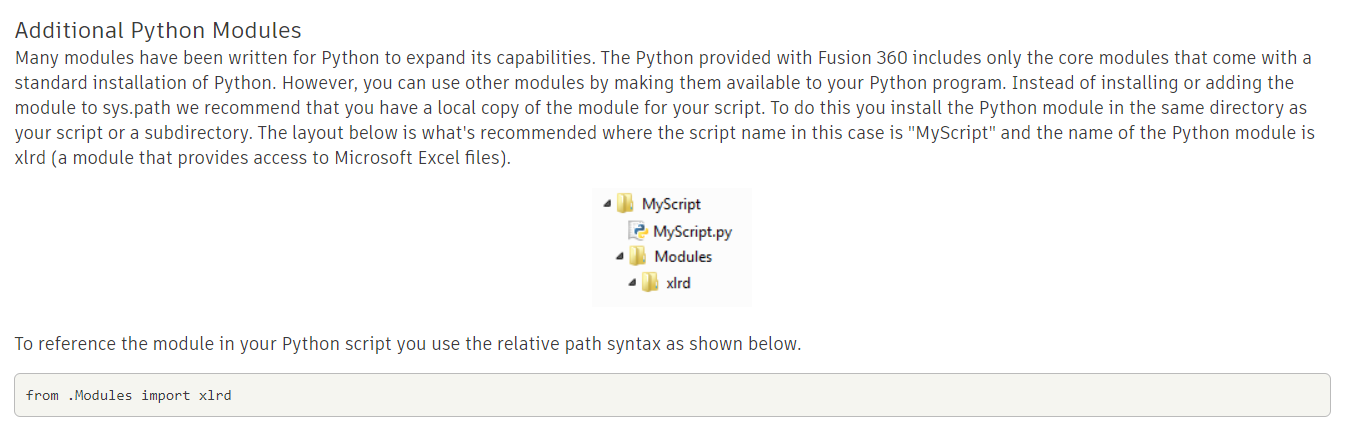 Additional Python Modules
Many modules have been written for Python to expand its capabilities. The Python provided with Fusion 360 includes only the core modules that come with a
standard installation of Python. However, you can use other modules by making them available to your Python program. Instead of installing or adding the
module to sys.path we recommend that you have a local copy of the module for your script. To do this you install the Python module in the same directory as
your script or a subdirectory. The layout below is what's recommended where the script name in this case is "MyScript" and the name of the Python module is
xlrd (a module that provides access to Microsoft Excel files).
MyScript
MyScript.py
Modules
xlrd
To reference the module in your Python script you use the relative path syntax as shown below.
from .Modules import xlrd